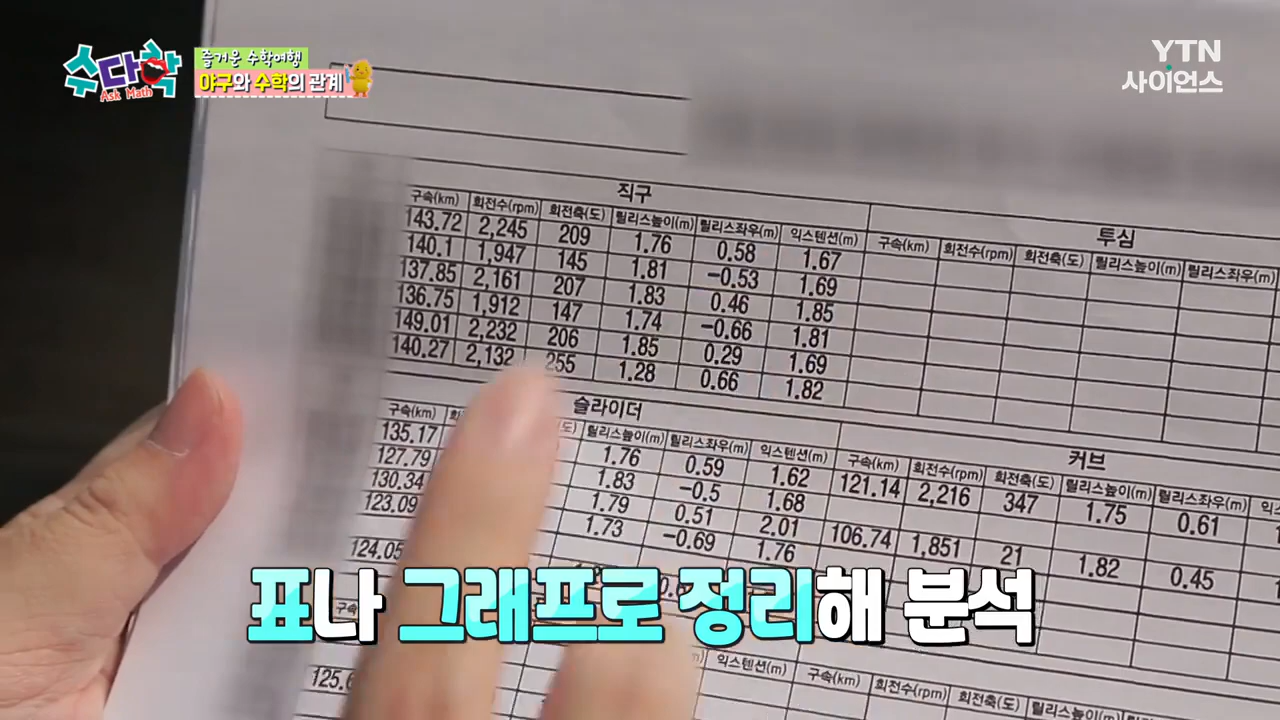 수다학
Ask Math
즐거운 수학여행
야구와 수학의 관계
YTN
사이언스
직구
구속(km) 회전수(rpm) 회전축(도) 릴리스높이(m) 릴리스좌우(m) 익스텐션(m)
143.72 2,245 209 1.76 0.58 1.67
140.1 1,947 145 1.81 -0.53 1.69
137.85 2,161 207 1.83 0.46 1.85
136.75 1,912 147 1.74 -0.66 1.81
149.01 2,232 206 1.85 0.29 1.69
140.27 2,132 255 1.28 0.66 1.82
투심
구속(km) 회전수(rpm) 회전축(도) 릴리스높이(m) 릴리스좌우(m)
슬라이더
구속(km) 릴리스높이(m) 릴리스좌우(m) 익스텐션(m)
135.17 1.76 0.59 1.62
127.79 1.83 -0.5 1.68
130.34 1.79 0.51 2.01
123.09 1.73 -0.69 1.76
124.05
커브
구속(km) 회전수(rpm) 회전축(도) 릴리스높이(m) 릴리스좌우(m)
121.14 2,216 347 1.75 0.61
106.74 1,851 21 1.82 0.45
표나 그래프로 정리해 분석
구속 익스텐션(m) 구속(km) 회전수(rpm) 회전축(도) 릴리스높이(m)